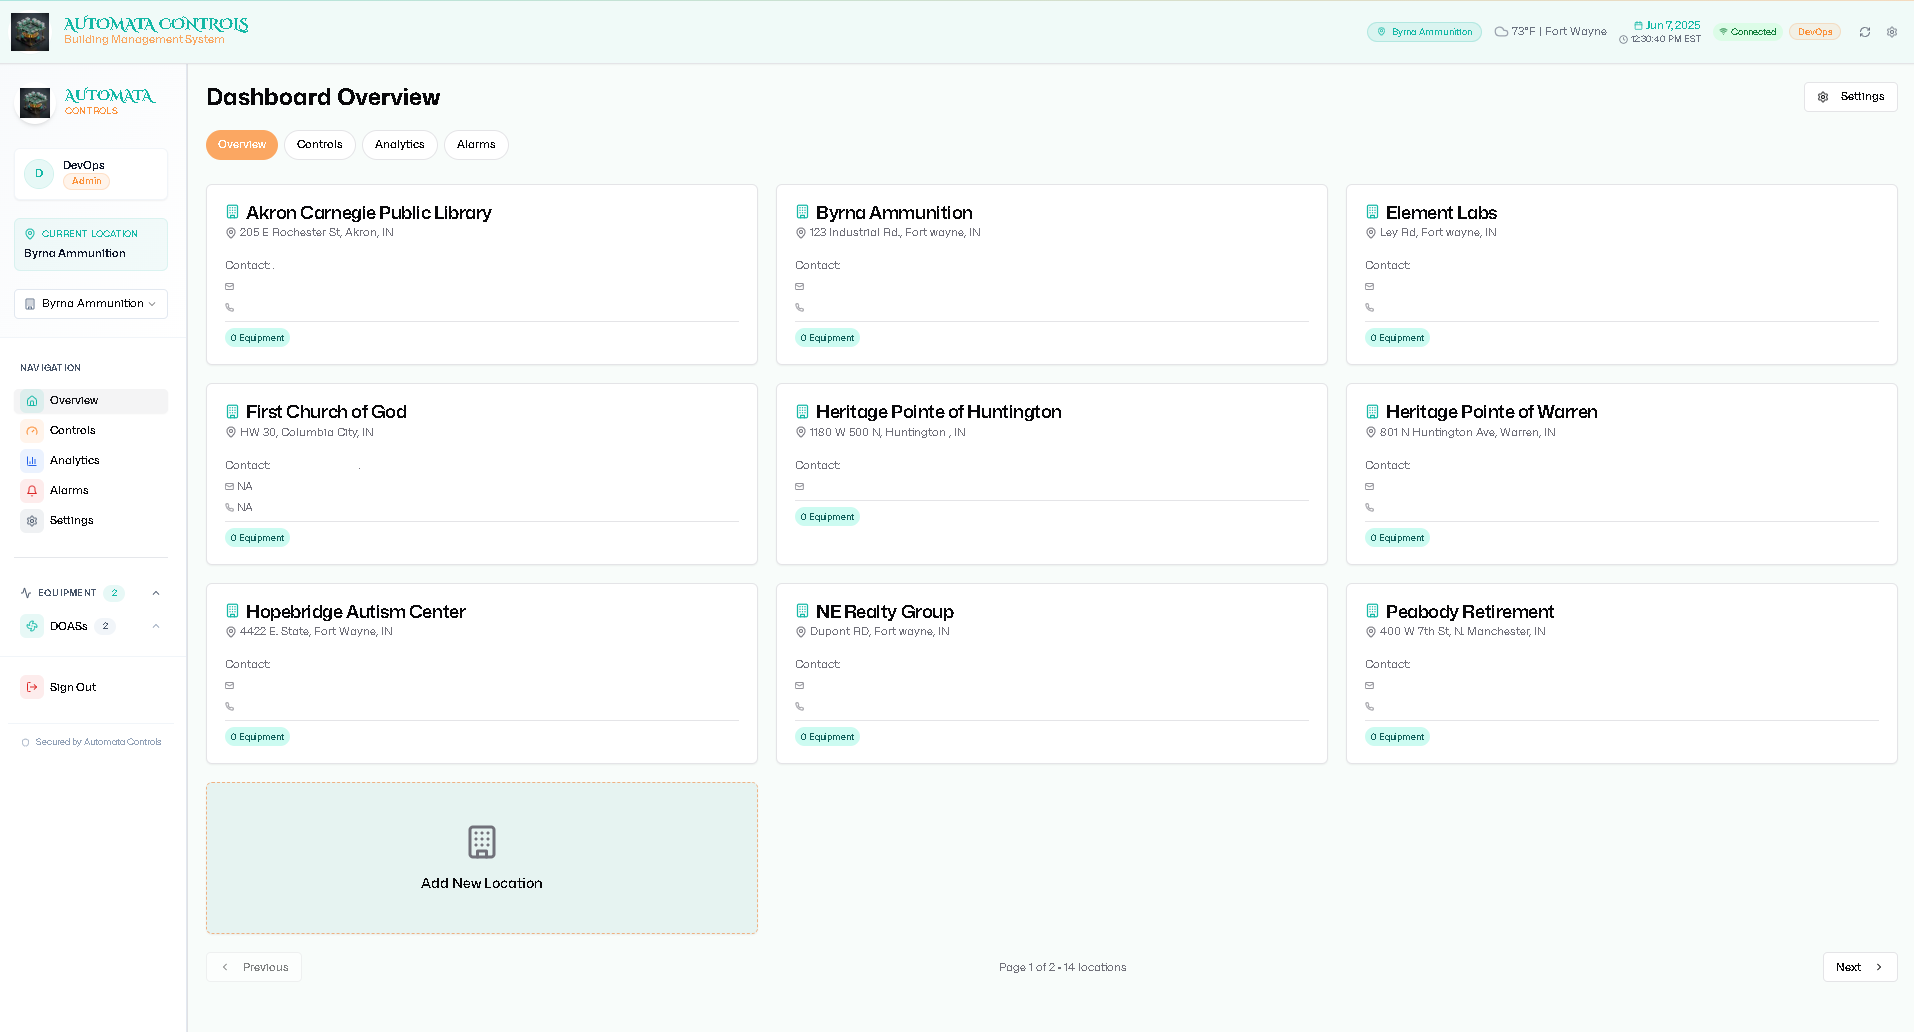 AUTOMATA CONTROLS
Building Management System
Byrna Ammunition
73°F | Fort Wayne
Jun 7, 2025
12:30:40 PM EST
Connected
DevOps
AUTOMATA
CONTROLS
D
DevOps
Admin
CURRENT LOCATION
Byrna Ammunition
Byrna Ammunition
NAVIGATION
Overview
Controls
Analytics
Alarms
Settings
EQUIPMENT 2
DOASs 2
Sign Out
Secured by Automata Controls
Dashboard Overview
Settings
Overview
Controls
Analytics
Alarms
Akron Carnegie Public Library
205 E Rochester St, Akron, IN
Contact: .
0 Equipment
Byrna Ammunition
123 Industrial Rd., Fort wayne, IN
Contact:
0 Equipment
Element Labs
Ley Rd, Fort wayne, IN
Contact:
0 Equipment
First Church of God
HW 30, Columbia City, IN
Contact: .
NA
NA
0 Equipment
Heritage Pointe of Huntington
1180 W 500 N, Huntington , IN
Contact:
0 Equipment
Heritage Pointe of Warren
801 N Huntington Ave, Warren, IN
Contact:
0 Equipment
Hopebridge Autism Center
4422 E. State, Fort Wayne, IN
Contact:
0 Equipment
NE Realty Group
Dupont RD, Fort wayne, IN
Contact:
0 Equipment
Peabody Retirement
400 W 7th St, N. Manchester, IN
Contact:
0 Equipment
Add New Location
Previous
Page 1 of 2 • 14 locations
Next